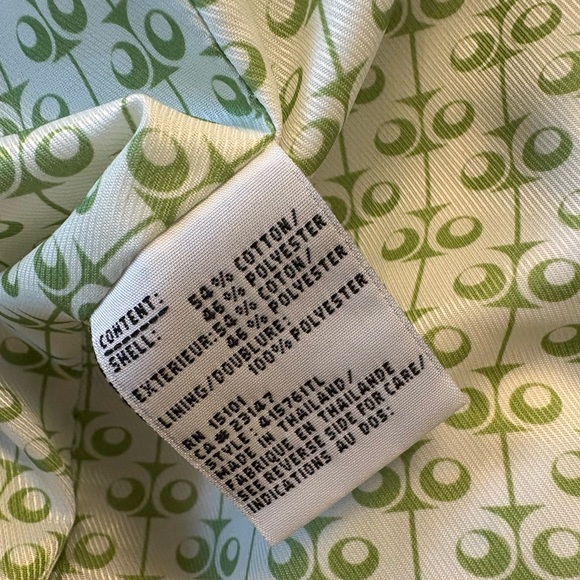 CONTENT:
SHELL: 54% COTTON/
46% POLYESTER
EXTERIEUR: 54% COTON/
46% POLYESTER
LINING/DOUBLURE:
100% POLYESTER
RN 15101
CA# 23147
STYLE: 415761TL
MADE IN THAILAND/
FABRIQUE EN THAILANDE
SEE REVERSE SIDE FOR CARE/
INDICATIONS AU DOS: